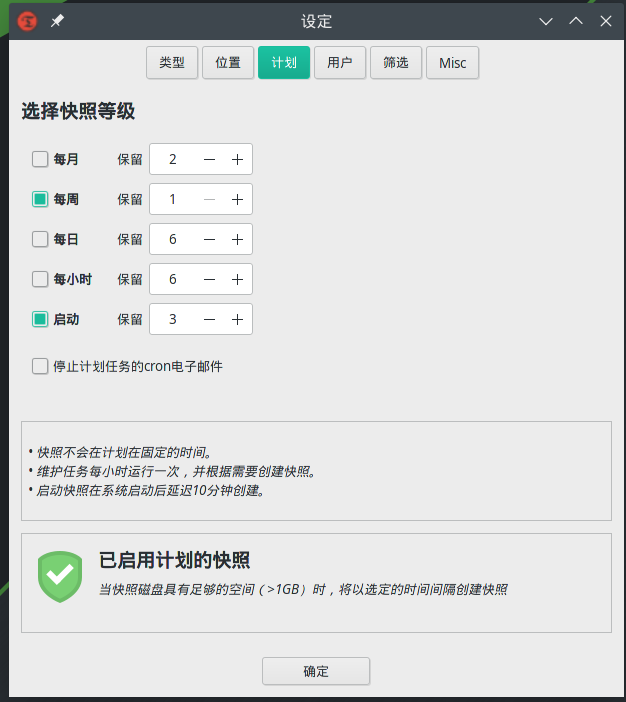 设定
类型 位置 计划 用户 筛选 Misc
选择快照等级
每月 保留 2
每周 保留 1
每日 保留 6
每小时 保留 6
启动 保留 3
停止计划任务的cron电子邮件
• 快照不会在计划在固定的时间。
• 维护任务每小时运行一次，并根据需要创建快照。
• 启动快照在系统启动后延迟10分钟创建。
已启用计划的快照
当快照磁盘具有足够的空间（>1GB）时，将以选定的时间间隔创建快照
确定